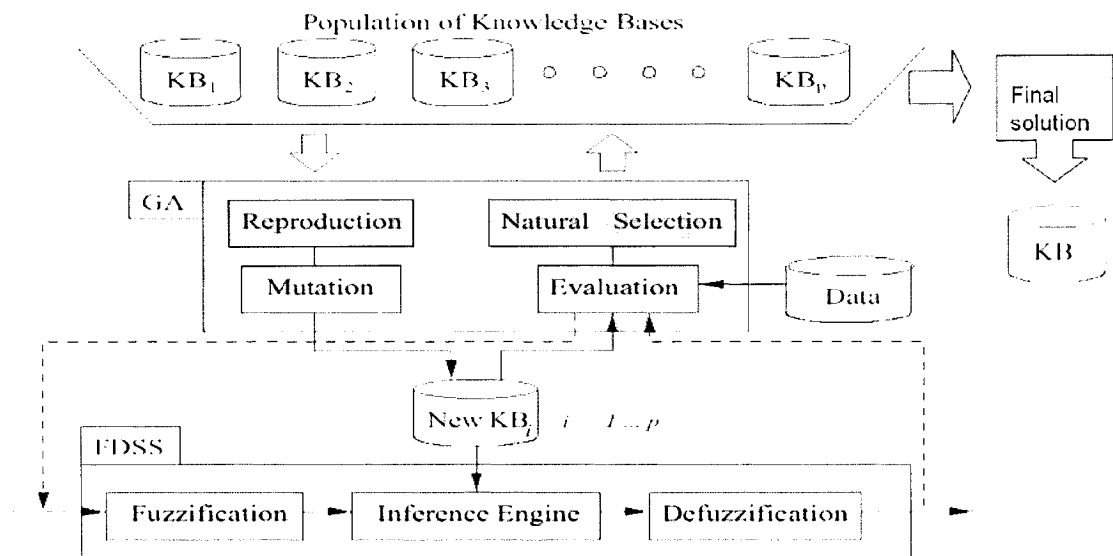 Population of Knowledge Bases
KB1 KB2 KB3 KBp
Final
solution
GA
Reproduction Natural Selection
KB
Mutation Evaluation Data
New KBi i 1 ... p
FDSS
Fuzzification Inference Engine Defuzzification